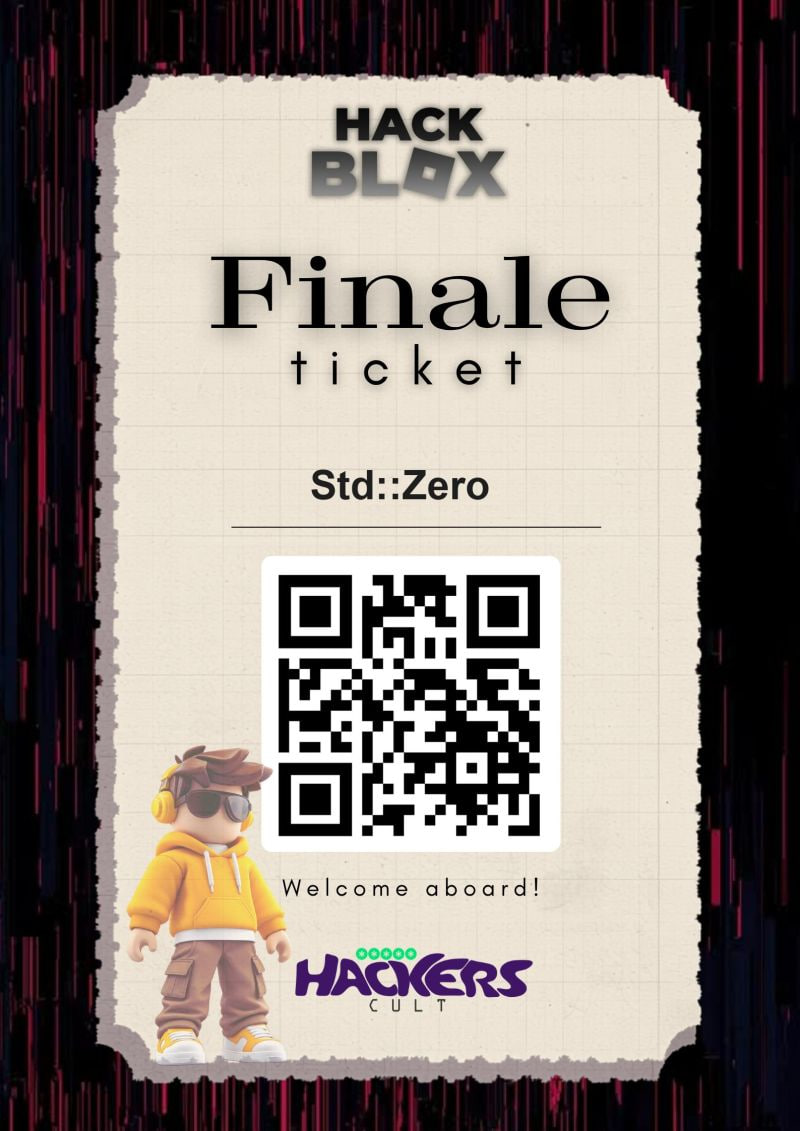 HACK
BLOX
Finale
ticket
Std::Zero
Welcome aboard!
HACKERS
CULT